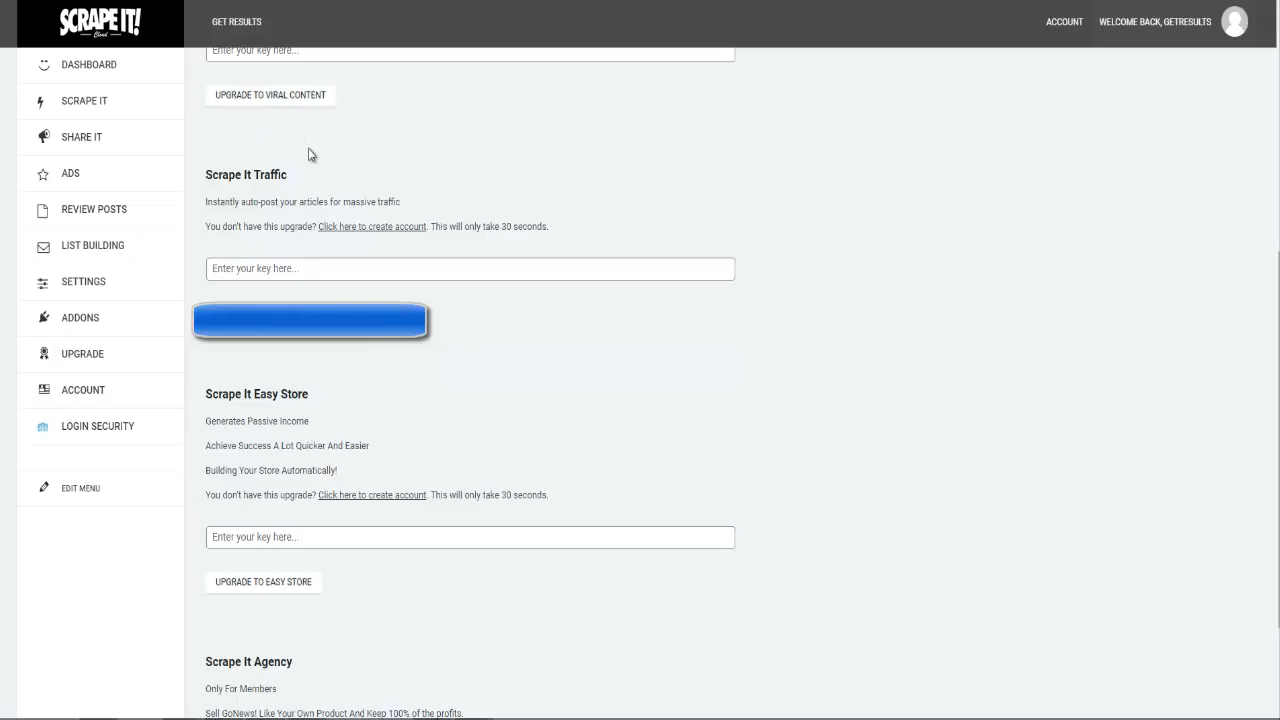 SCRAPE IT!
Cloud
GET RESULTS
ACCOUNT
WELCOME BACK, GETRESULTS
DASHBOARD
SCRAPE IT
SHARE IT
ADS
REVIEW POSTS
LIST BUILDING
SETTINGS
ADDONS
UPGRADE
ACCOUNT
LOGIN SECURITY
EDIT MENU
Enter your key here...
UPGRADE TO VIRAL CONTENT
Scrape It Traffic
Instantly auto-post your articles for massive traffic
You don't have this upgrade? Click here to create account. This will only take 30 seconds.
Enter your key here...
Scrape It Easy Store
Generates Passive Income
Achieve Success A Lot Quicker And Easier
Building Your Store Automatically!
You don't have this upgrade? Click here to create account. This will only take 30 seconds.
Enter your key here...
UPGRADE TO EASY STORE
Scrape It Agency
Only For Members
Sell GoNews! Like Your Own Product And Keep 100% of the profits.